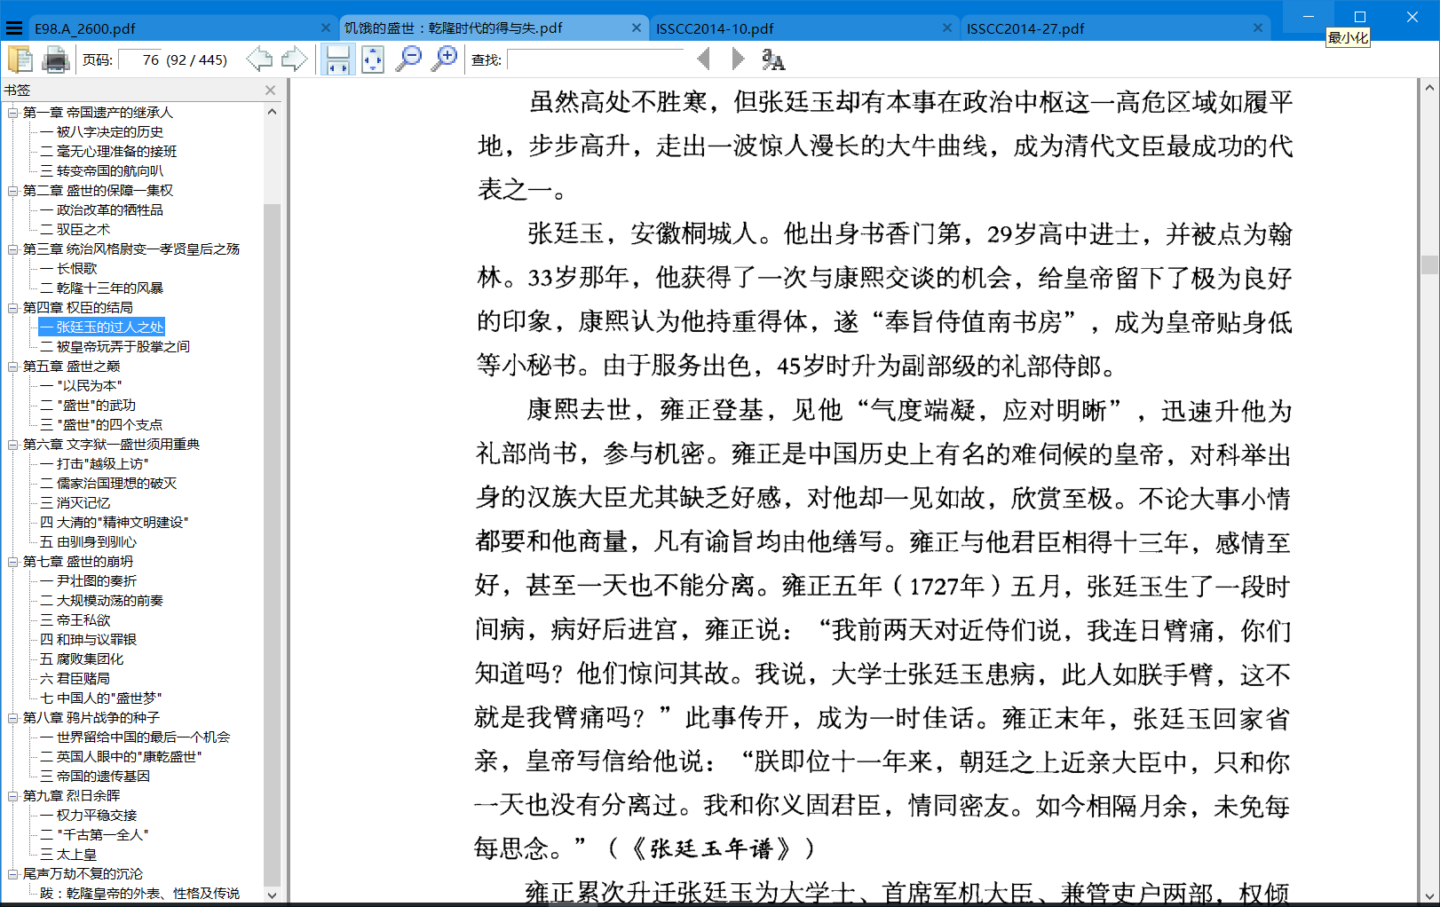 E98.A_2600.pdf
饥饿的盛世：乾隆时代的得与失.pdf
ISSCC2014-10.pdf
ISSCC2014-27.pdf
最小化
页码: 76 (92 / 445)
查找:
书签
第一章 帝国遗产的继承人
一 被八字决定的历史
二 毫无心理准备的接班
三 转变帝国的航向叭
第二章 盛世的保障一集权
一 政治改革的牺牲品
二 驭臣之术
第三章 统治风格尉变一孝贤皇后之殇
一 长恨歌
二 乾隆十三年的风暴
第四章 权臣的结局
一 张廷玉的过人之处
二 被皇帝玩弄于股掌之间
第五章 盛世之巅
一 "以民为本"
二 "盛世"的武功
三 "盛世"的四个支点
第六章 文字狱一盛世须用重典
一 打击"越级上访"
二 儒家治国理想的破灭
三 消灭记忆
四 大清的"精神文明建设"
五 由驯身到驯心
第七章 盛世的崩坍
一 尹壮图的奏折
二 大规模动荡的前奏
三 帝王私欲
四 和珅与议罪银
五 腐败集团化
六 君臣赌局
七 中国人的"盛世梦"
第八章 鸦片战争的种子
一 世界留给中国的最后一个机会
二 英国人眼中的"康乾盛世"
三 帝国的遗传基因
第九章 烈日余晖
一 权力平稳交接
二 "千古第一全人"
三 太上皇
尾声万劫不复的沉沦
跋：乾隆皇帝的外表、性格及传说
虽然高处不胜寒，但张廷玉却有本事在政治中枢这一高危区域如履平
地，步步高升，走出一波惊人漫长的大牛曲线，成为清代文臣最成功的代
表之一。
张廷玉，安徽桐城人。他出身书香门第，29岁高中进士，并被点为翰
林。33岁那年，他获得了一次与康熙交谈的机会，给皇帝留下了极为良好
的印象，康熙认为他持重得体，遂“奉旨侍值南书房”，成为皇帝贴身低
等小秘书。由于服务出色，45岁时升为副部级的礼部侍郎。
康熙去世，雍正登基，见他“气度端凝，应对明晰”，迅速升他为
礼部尚书，参与机密。雍正是中国历史上有名的难伺候的皇帝，对科举出
身的汉族大臣尤其缺乏好感，对他却一见如故，欣赏至极。不论大事小情
都要和他商量，凡有谕旨均由他缮写。雍正与他君臣相得十三年，感情至
好，甚至一天也不能分离。雍正五年（1727年）五月，张廷玉生了一段时
间病，病好后进宫，雍正说：“我前两天对近侍们说，我连日臂痛，你们
知道吗？他们惊问其故。我说，大学士张廷玉患病，此人如朕手臂，这不
就是我臂痛吗？”此事传开，成为一时佳话。雍正末年，张廷玉回家省
亲，皇帝写信给他说：“朕即位十一年来，朝廷之上近亲大臣中，只和你
一天也没有分离过。我和你义固君臣，情同密友。如今相隔月余，未免每
每思念。”（《张廷玉年谱》）
雍正累次升迁张廷玉为大学士、首席军机大臣、兼管吏户两部，权倾